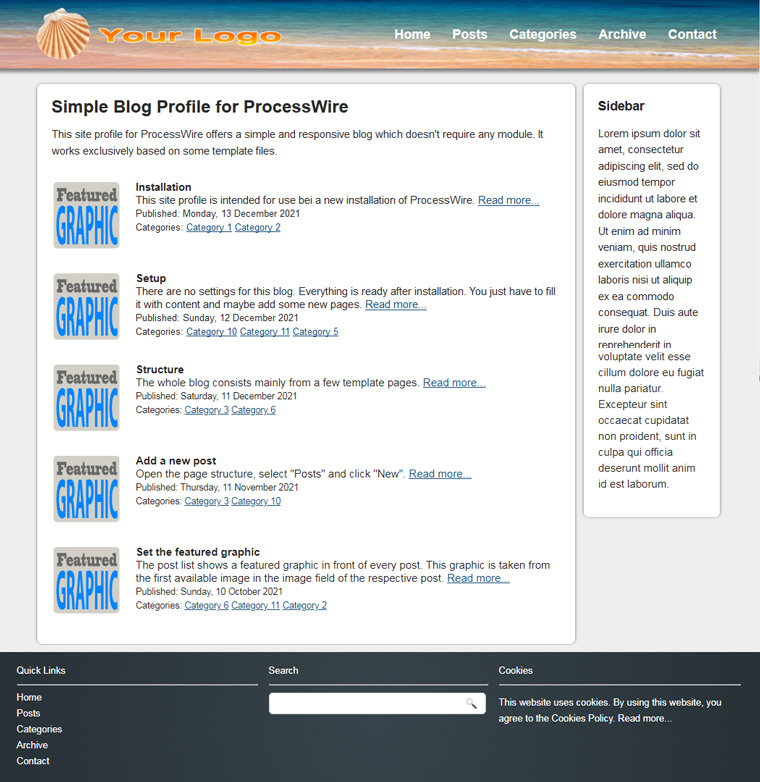 Your Logo
Home Posts Categories Archive Contact
Simple Blog Profile for ProcessWire
This site profile for ProcessWire offers a simple and responsive blog which doesn't require any module. It
works exclusively based on some template files.
Featured
GRAPHIC
Installation
This site profile is intended for use bei a new installation of ProcessWire. Read more...
Published: Monday, 13 December 2021
Categories: Category 1 Category 2
Featured
GRAPHIC
Setup
There are no settings for this blog. Everything is ready after installation. You just have to fill
it with content and maybe add some new pages. Read more...
Published: Sunday, 12 December 2021
Categories: Category 10 Category 11 Category 5
Featured
GRAPHIC
Structure
The whole blog consists mainly from a few template pages. Read more...
Published: Saturday, 11 December 2021
Categories: Category 3 Category 6
Featured
GRAPHIC
Add a new post
Open the page structure, select "Posts" and click "New". Read more...
Published: Thursday, 11 November 2021
Categories: Category 3 Category 10
Featured
GRAPHIC
Set the featured graphic
The post list shows a featured graphic in front of every post. This graphic is taken from
the first available image in the image field of the respective post. Read more...
Published: Sunday, 10 October 2021
Categories: Category 6 Category 11 Category 2
Sidebar
Lorem ipsum dolor sit
amet, consectetur
adipiscing elit, sed do
eiusmod tempor
incididunt ut labore et
dolore magna aliqua.
Ut enim ad minim
veniam, quis nostrud
exercitation ullamco
laboris nisi ut aliquip
ex ea commodo
consequat. Duis aute
irure dolor in
reprehenderit in
voluptate velit esse
cillum dolore eu fugiat
nulla pariatur.
Excepteur sint
occaecat cupidatat
non proident, sunt in
culpa qui officia
deserunt mollit anim
id est laborum.
Quick Links
Home
Posts
Categories
Archive
Contact
Search
Cookies
This website uses cookies. By using this website, you
agree to the Cookies Policy. Read more...